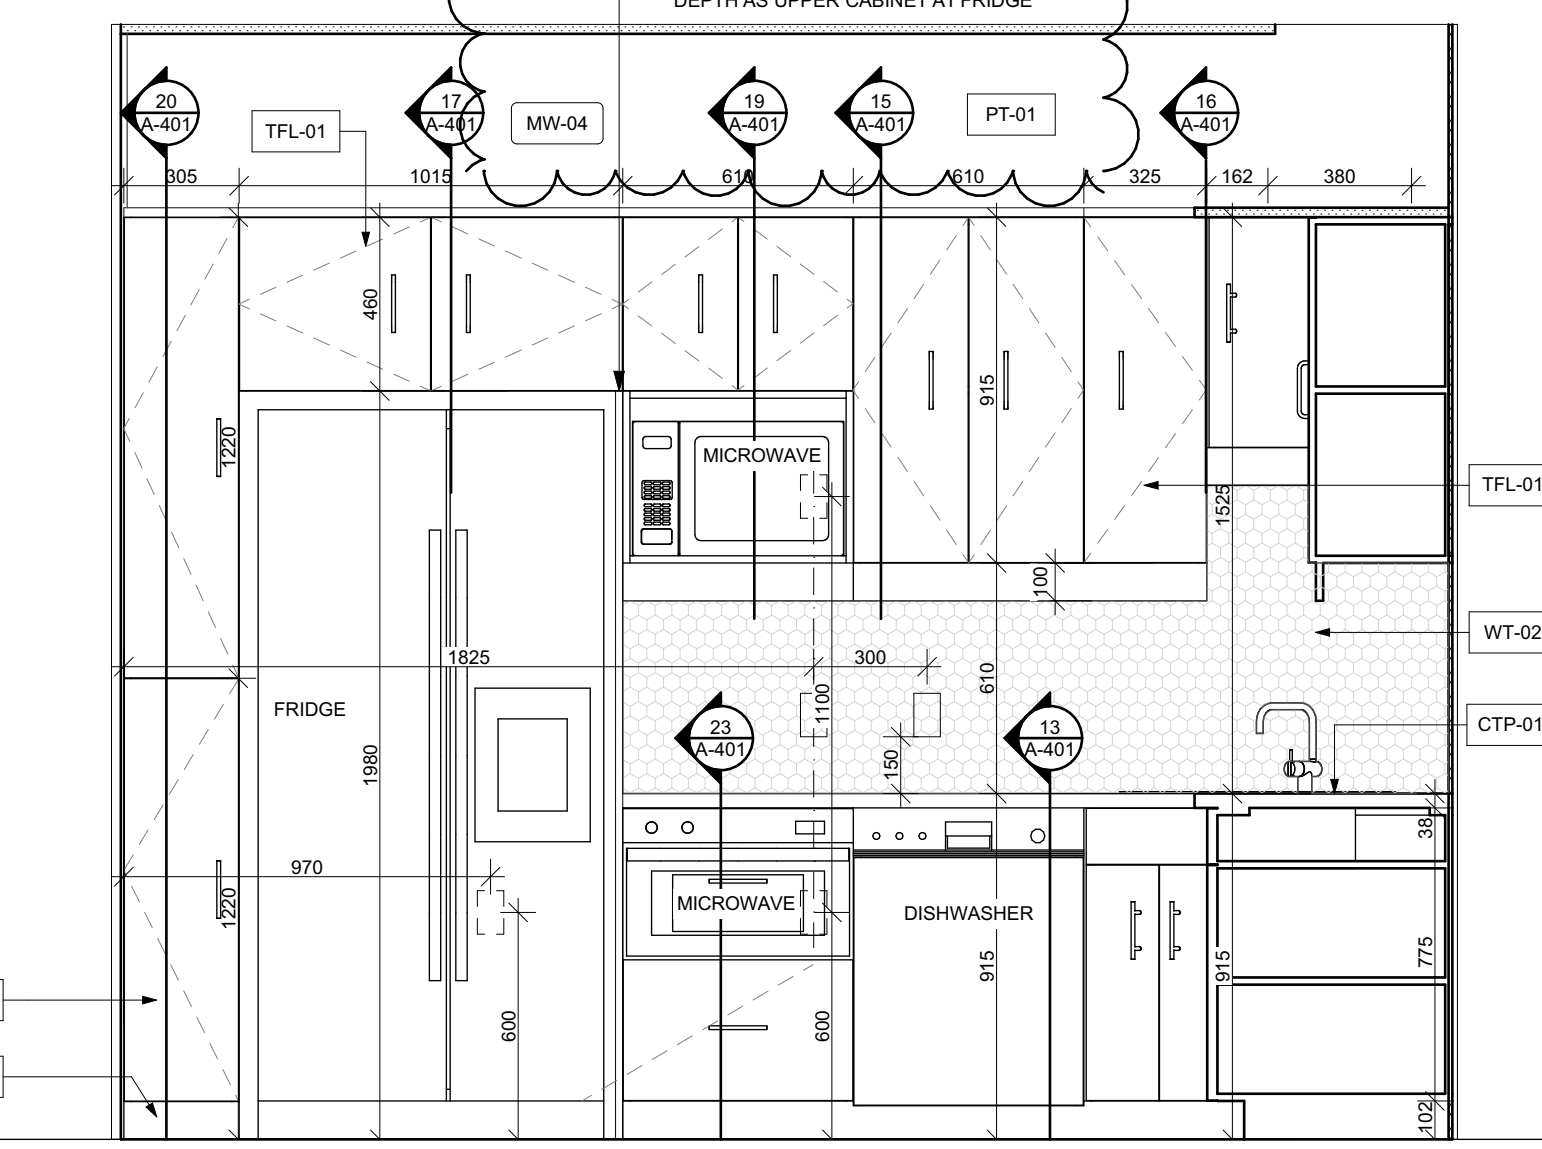 DEPTH AS UPPER CABINET AT FRIDGE
20
A-401
TFL-01
17
A-401
MW-04
19
A-401
15
A-401
PT-01
16
A-401
305
1015
610
610
325
162
380
460
915
1220
MICROWAVE
TFL-01
1525
100
WT-02
1825
300
610
FRIDGE
1100
CTP-01
23
A-401
13
A-401
150
1980
38
970
1220
MICROWAVE
DISHWASHER
915
915
775
600
600
102